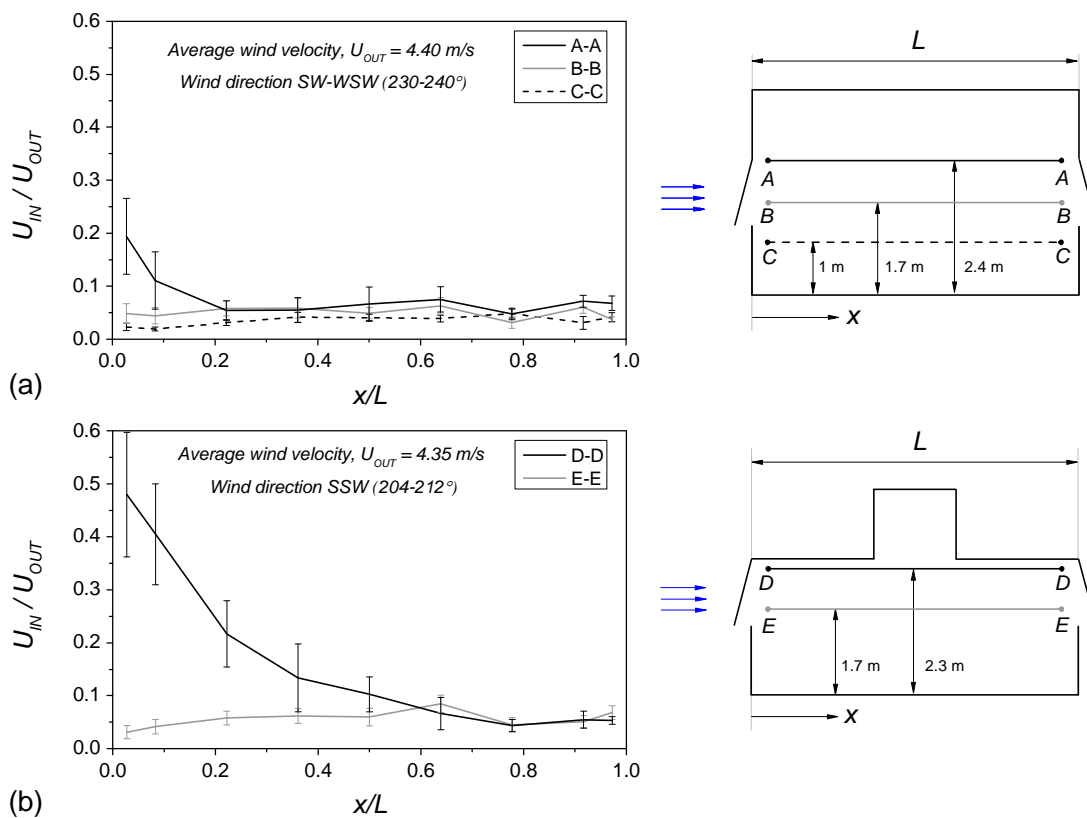 0.6
0.5
0.4
0.3
0.2
0.1
0.0
U_IN / U_OUT
Average wind velocity, U_OUT = 4.40 m/s
Wind direction SW-WSW (230-240°)
A-A
B-B
C-C
0.0 0.2 0.4 0.6 0.8 1.0
x/L
(a)
L
A A
B B
C C
1 m 1.7 m 2.4 m
x
0.6
0.5
0.4
0.3
0.2
0.1
0.0
U_IN / U_OUT
Average wind velocity, U_OUT = 4.35 m/s
Wind direction SSW (204-212°)
D-D
E-E
0.0 0.2 0.4 0.6 0.8 1.0
x/L
(b)
L
D D
E E
1.7 m 2.3 m
x